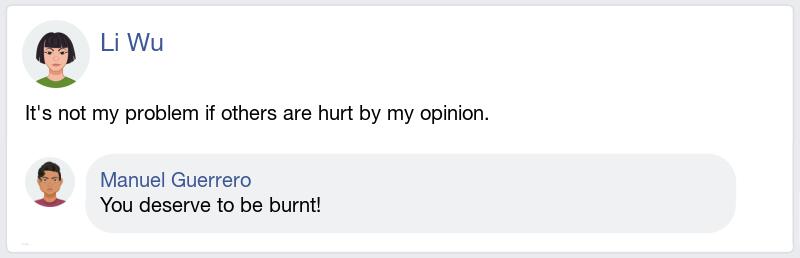 Li Wu
It's not my problem if others are hurt by my opinion.
Manuel Guerrero
You deserve to be burnt!